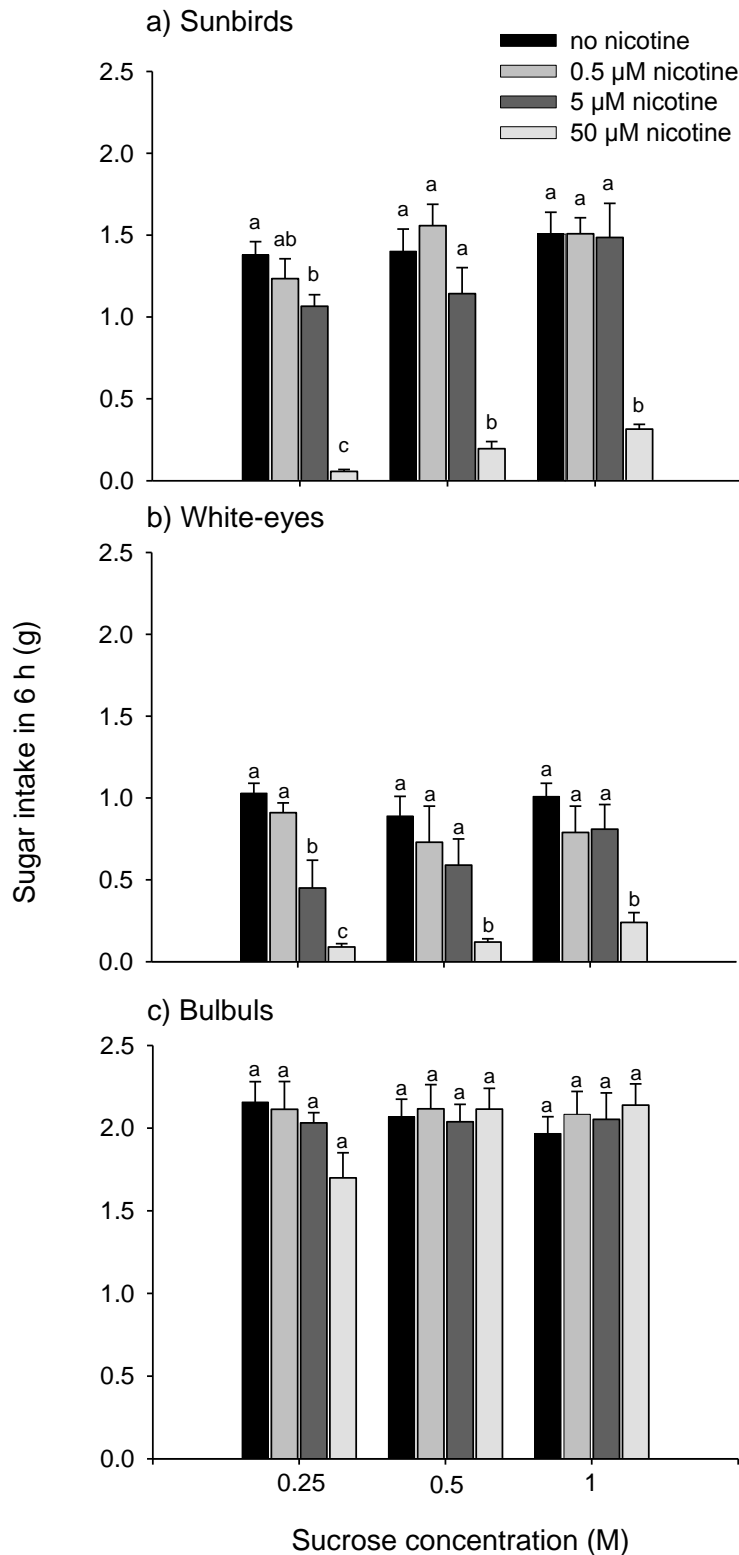 a) Sunbirds
no nicotine
0.5 µM nicotine
5 µM nicotine
50 µM nicotine
2.5
2.0
1.5
1.0
0.5
0.0
a
ab
b
c
a
a
a
b
a
a
a
b
b) White-eyes
Sugar intake in 6 h (g)
2.5
2.0
1.5
1.0
0.5
0.0
a
a
b
c
a
a
a
b
a
a
a
b
c) Bulbuls
2.5
2.0
1.5
1.0
0.5
0.0
a
a
a
a
a
a
a
a
a
a
a
a
0.25 0.5 1
Sucrose concentration (M)